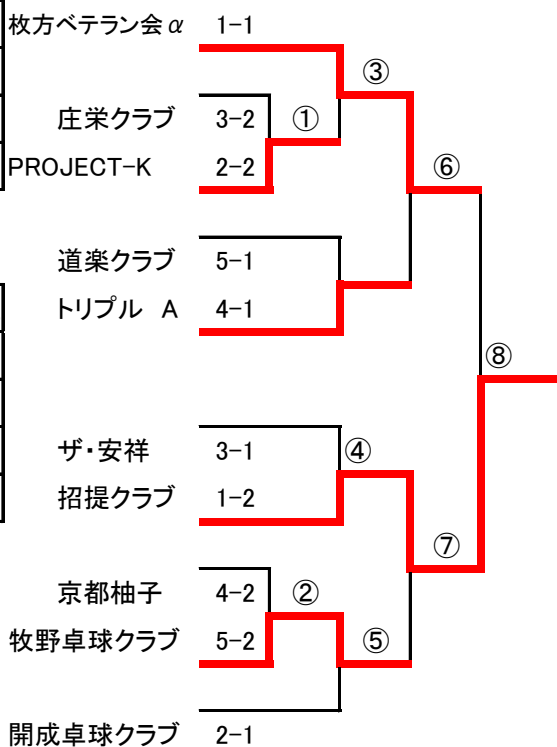 枚方ベテラン会α 1-1
③
庄栄クラブ 3-2 ①
PROJECT-K 2-2 ⑥
道楽クラブ 5-1
トリプル A 4-1
⑧
ザ・安祥 3-1 ④
招提クラブ 1-2
⑦
京都柚子 4-2 ②
牧野卓球クラブ 5-2 ⑤
開成卓球クラブ 2-1